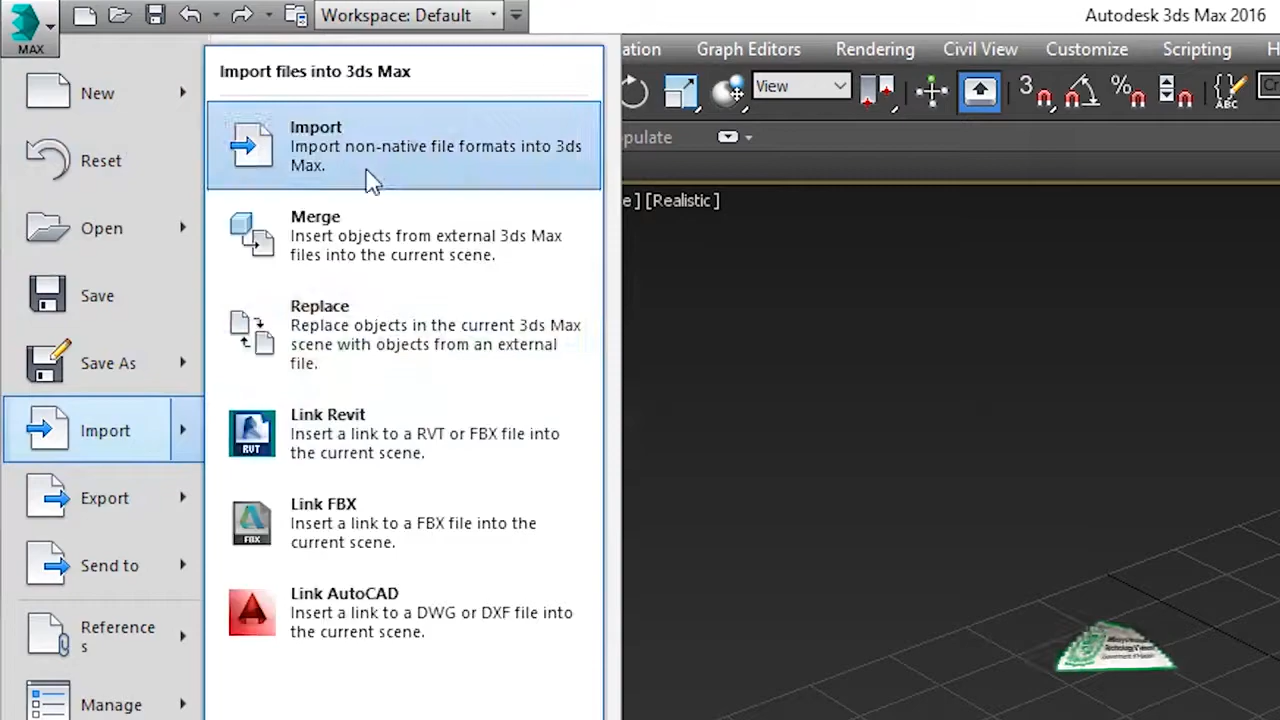 Workspace: Default
Autodesk 3ds Max 2016
MAX
ation Graph Editors Rendering Civil View Customize Scripting H
View
3
%
ABC
Cr
pulate
e ] [Realistic ]
New
Reset
Open
Save
Save As
Import
Export
Send to
Reference
s
Manage
Import files into 3ds Max
Import
Import non-native file formats into 3ds
Max.
Merge
Insert objects from external 3ds Max
files into the current scene.
Replace
Replace objects in the current 3ds Max
scene with objects from an external
file.
Link Revit
Insert a link to a RVT or FBX file into
the current scene.
RVT
Link FBX
Insert a link to a FBX file into the
current scene.
FBX
Link AutoCAD
Insert a link to a DWG or DXF file into
the current scene.